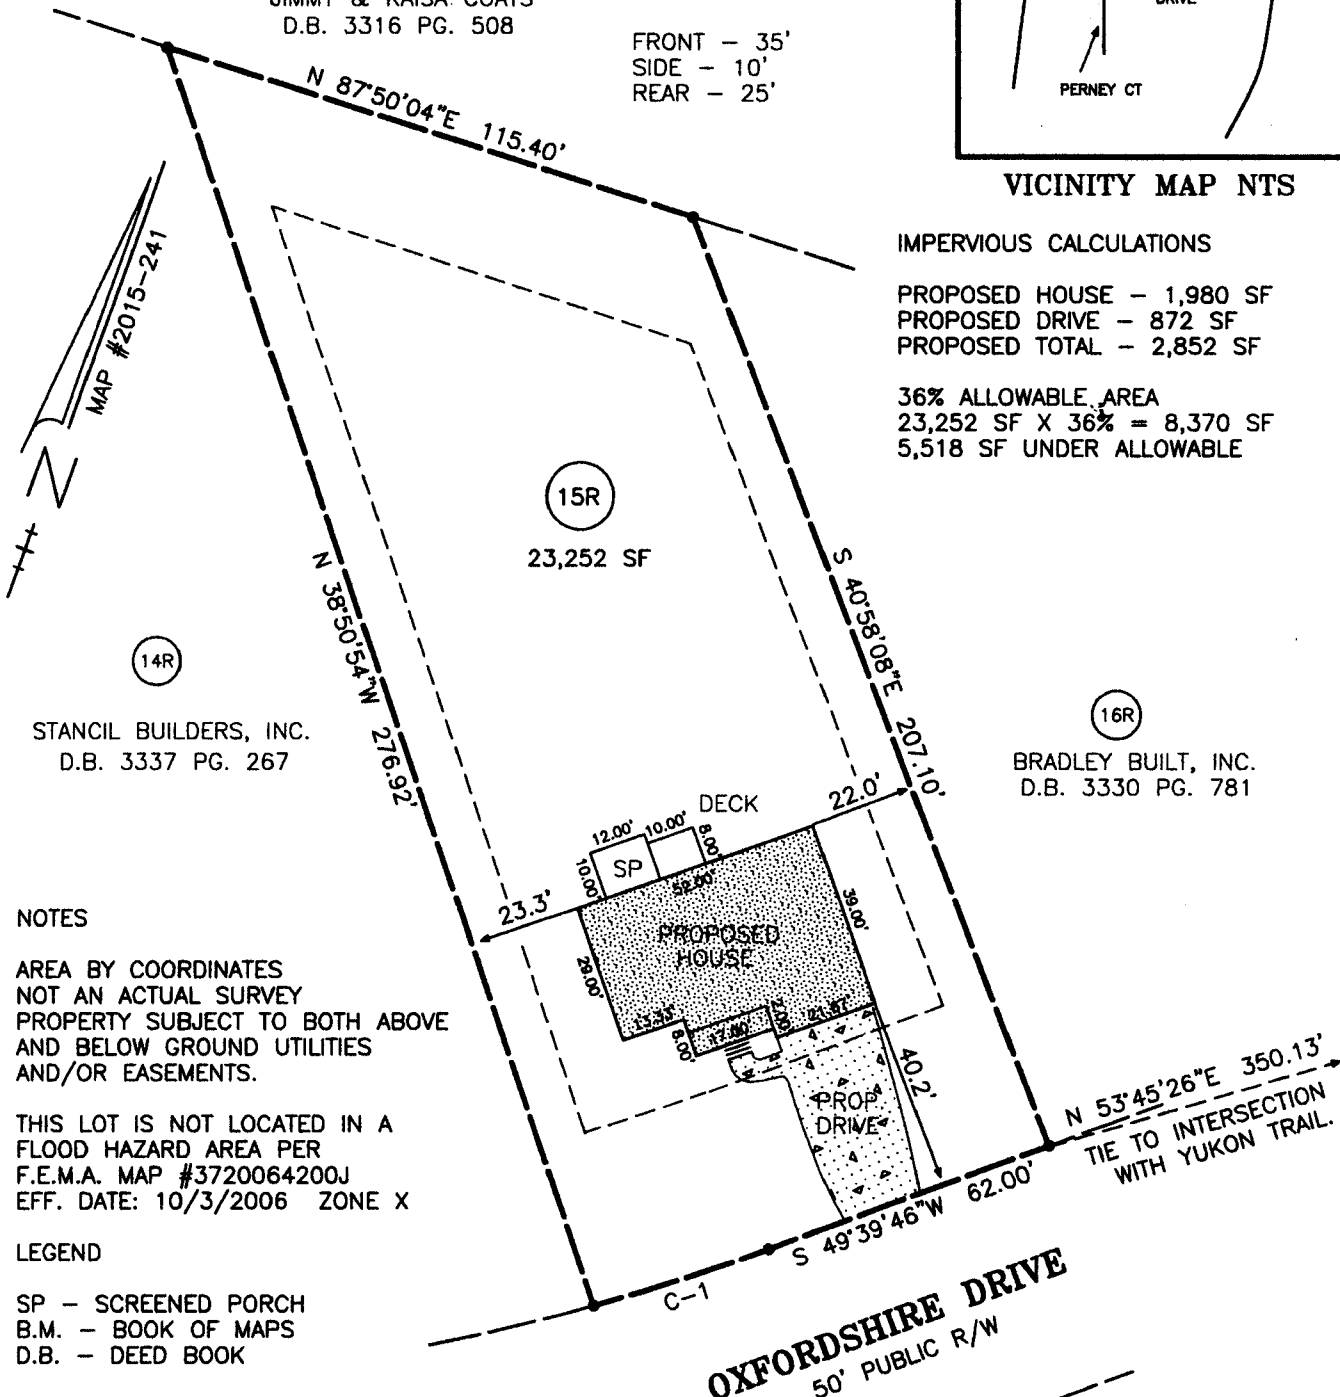 JIMMY & RAISA COATS
D.B. 3316 PG. 508
FRONT - 35'
SIDE - 10'
REAR - 25'
DRIVE
PERNEY CT
VICINITY MAP NTS
N 87°50'04"E 115.40'
MAP #2015-241
N
IMPERVIOUS CALCULATIONS
PROPOSED HOUSE - 1,980 SF
PROPOSED DRIVE - 872 SF
PROPOSED TOTAL - 2,852 SF
36% ALLOWABLE AREA
23,252 SF X 36% = 8,370 SF
5,518 SF UNDER ALLOWABLE
15R
23,252 SF
N 38°50'54"W 276.92'
S 40°58'08"E 207.10'
14R
STANCIL BUILDERS, INC.
D.B. 3337 PG. 267
16R
BRADLEY BUILT, INC.
D.B. 3330 PG. 781
DECK
22.0'
12.00'
10.00'
8.00'
10.00'
SP
52.00'
23.3'
39.00'
PROPOSED
HOUSE
29.00'
13.33'
8.00'
17.00'
2.00'
21.67'
40.2'
PROP
DRIVE
NOTES
AREA BY COORDINATES
NOT AN ACTUAL SURVEY
PROPERTY SUBJECT TO BOTH ABOVE
AND BELOW GROUND UTILITIES
AND/OR EASEMENTS.
THIS LOT IS NOT LOCATED IN A
FLOOD HAZARD AREA PER
F.E.M.A. MAP #3720064200J
EFF. DATE: 10/3/2006 ZONE X
LEGEND
SP - SCREENED PORCH
B.M. - BOOK OF MAPS
D.B. - DEED BOOK
N 53°45'26"E 350.13'
TIE TO INTERSECTION
WITH YUKON TRAIL.
S 49°39'46"W 62.00'
C-1
OXFORDSHIRE DRIVE
50' PUBLIC R/W